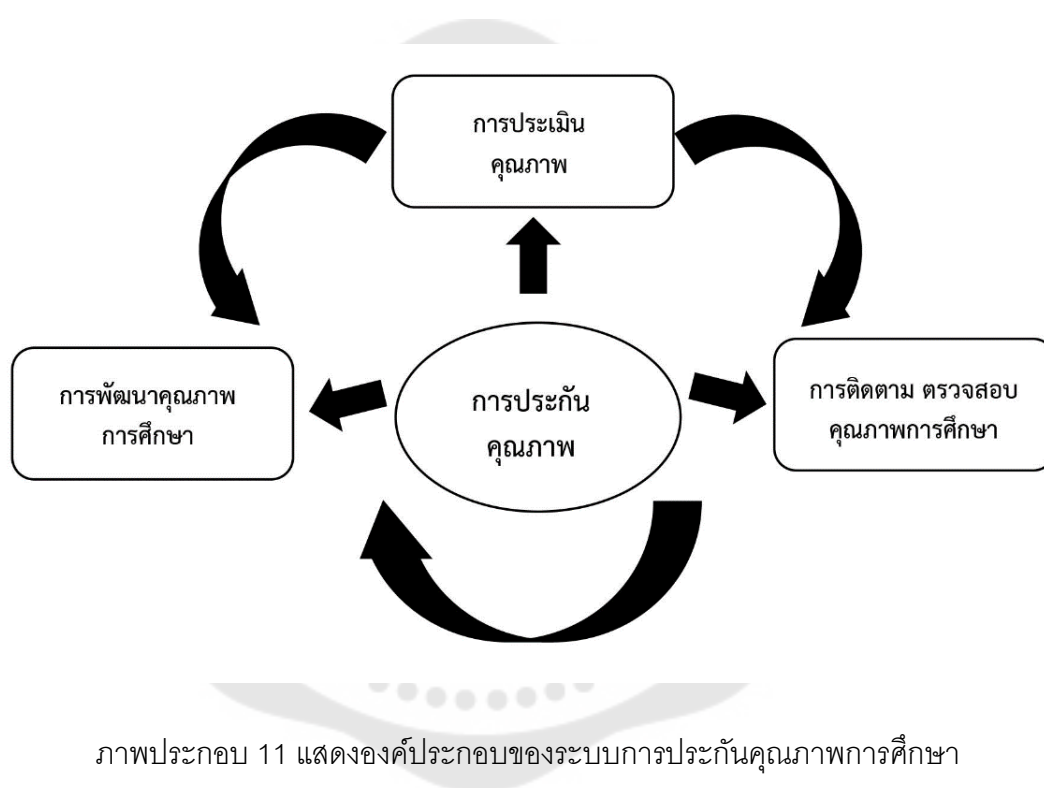 การประเมิน
คุณภาพ
การพัฒนาคุณภาพ
การศึกษา
การประกัน
คุณภาพ
การติดตาม ตรวจสอบ
คุณภาพการศึกษา
ภาพประกอบ 11 แสดงองค์ประกอบของระบบการประกันคุณภาพการศึกษา